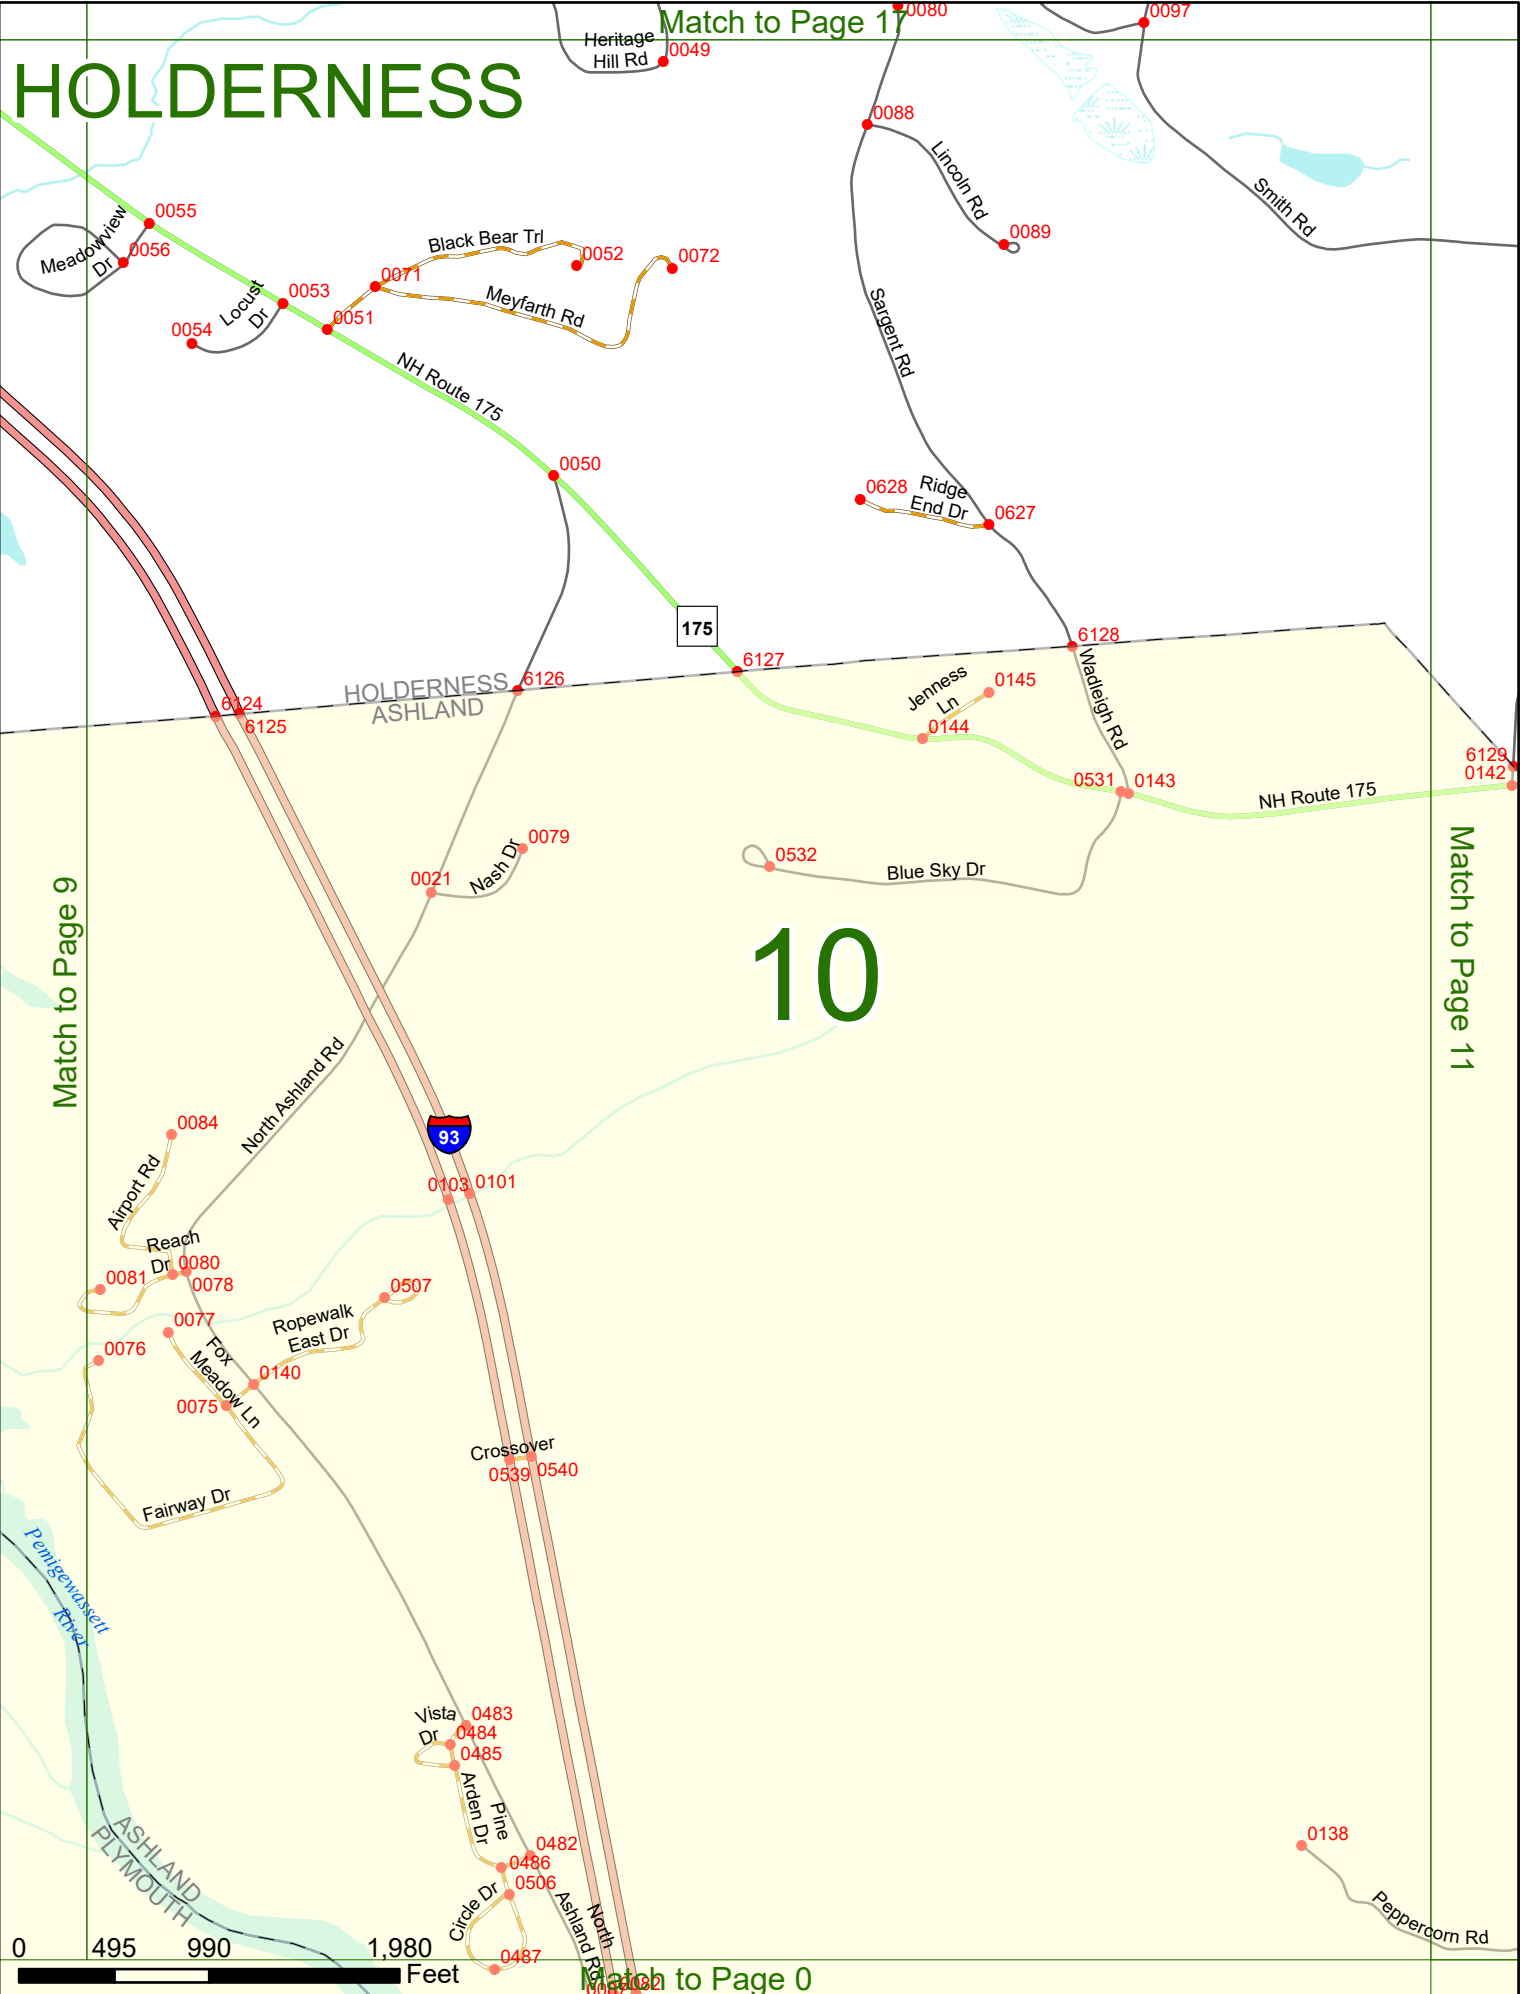 Match to Page 17
0080
0097
Heritage
Hill Rd
0049
HOLDERNESS
0088
Lincoln Rd
0089
Smith Rd
0055
Meadowview
Dr
0056
Black Bear Trl
0052
0072
0071
Meyfarth Rd
Locust
Dr
0053
0054
0051
Sargent Rd
NH Route 175
0050
0628
Ridge
End Dr
0627
175
6128
6127
HOLDERNESS
6126
ASHLAND
6124
6125
Jenness
Ln
0145
Wadleigh Rd
0144
6129
0142
0531
0143
NH Route 175
0079
Nash Dr
0021
0532
Blue Sky Dr
Match to Page 9
10
Match to Page 11
North Ashland Rd
0084
93
Airport Rd
0103
0101
Reach
Dr
0080
0078
0081
0507
0077
Ropewalk
East Dr
0076
Fox
Meadow Ln
0140
0075
Crossover
0539
0540
Fairway Dr
Pemigewassett
River
Vista
Dr
0483
0484
0485
Arden Dr
Pine
Circle Dr
0482
0486
0506
0138
ASHLAND
PLYMOUTH
North
Ashland Rd
Peppercorn Rd
0487
0 495 990 1,980
Feet
Match to Page 0
0082